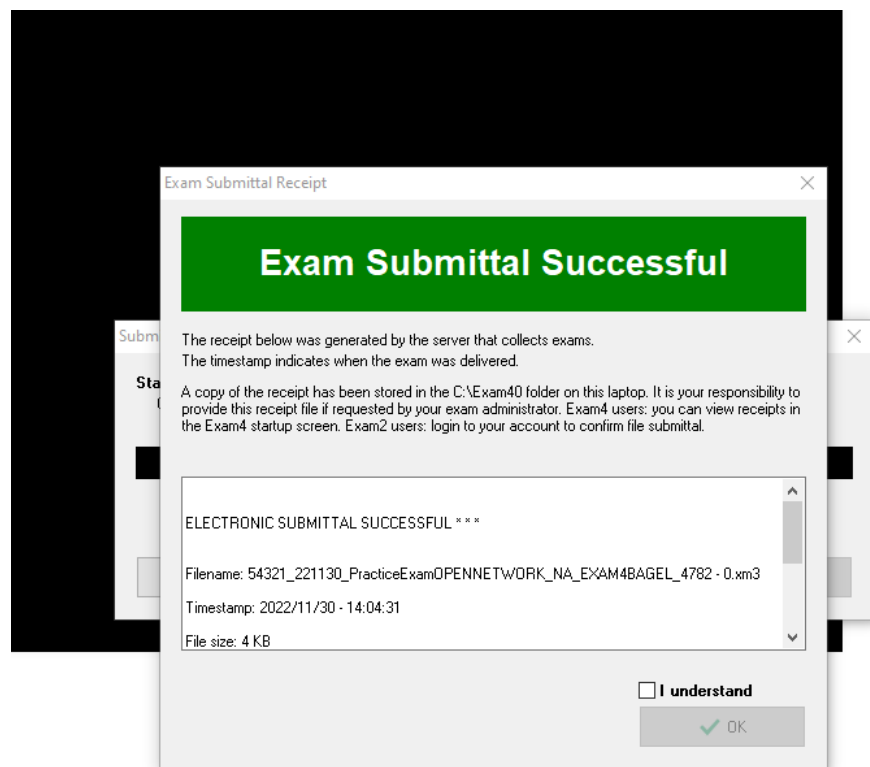 Exam Submittal Receipt
Exam Submittal Successful
Subm
The receipt below was generated by the server that collects exams.
The timestamp indicates when the exam was delivered.
Sta
A copy of the receipt has been stored in the C:\Exam40 folder on this laptop. It is your responsibility to
provide this receipt file if requested by your exam administrator. Exam4 users: you can view receipts in
the Exam4 startup screen. Exam2 users: login to your account to confirm file submittal.
ELECTRONIC SUBMITTAL SUCCESSFUL * * *
Filename: 54321_221130_PracticeExamOPENNETWORK_NA_EXAM4BAGEL_4782 - 0.xm3
Timestamp: 2022/11/30 - 14:04:31
File size: 4 KB
I understand
OK